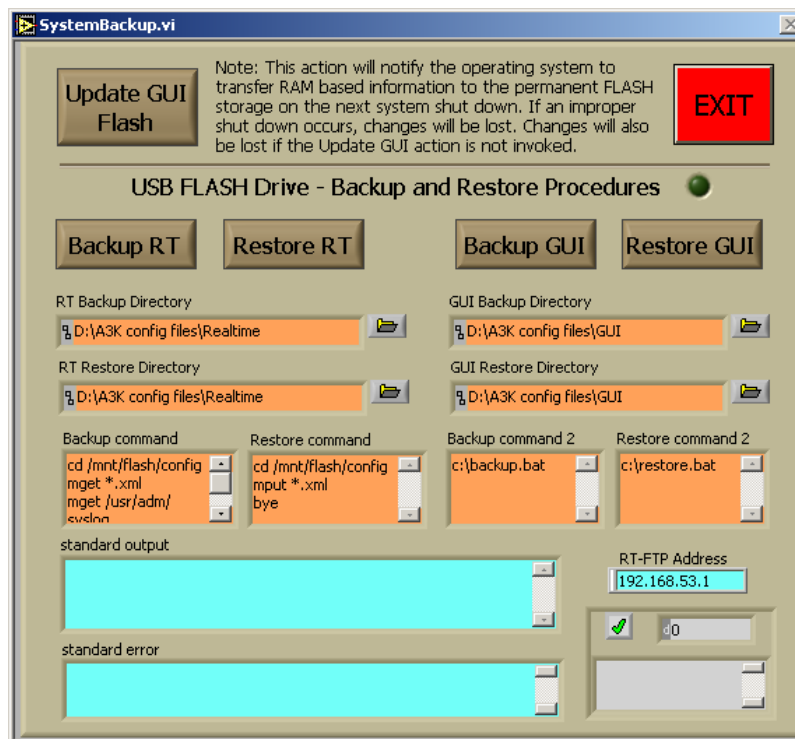 SystemBackup.vi
Update GUI
Flash
Note: This action will notify the operating system to
transfer RAM based information to the permanent FLASH
storage on the next system shut down. If an improper
shut down occurs, changes will be lost. Changes will also
be lost if the Update GUI action is not invoked.
EXIT
USB FLASH Drive - Backup and Restore Procedures
Backup RT
Restore RT
Backup GUI
Restore GUI
RT Backup Directory
D:\A3K config files\Realtime
GUI Backup Directory
D:\A3K config files\GUI
RT Restore Directory
D:\A3K config files\Realtime
GUI Restore Directory
D:\A3K config files\GUI
Backup command
cd /mnt/flash/config
mget *.xml
mget /usr/adm/
syslog
Restore command
cd /mnt/flash/config
mput *.xml
bye
Backup command 2
c:\backup.bat
Restore command 2
c:\restore.bat
standard output
RT-FTP Address
192.168.53.1
d0
standard error